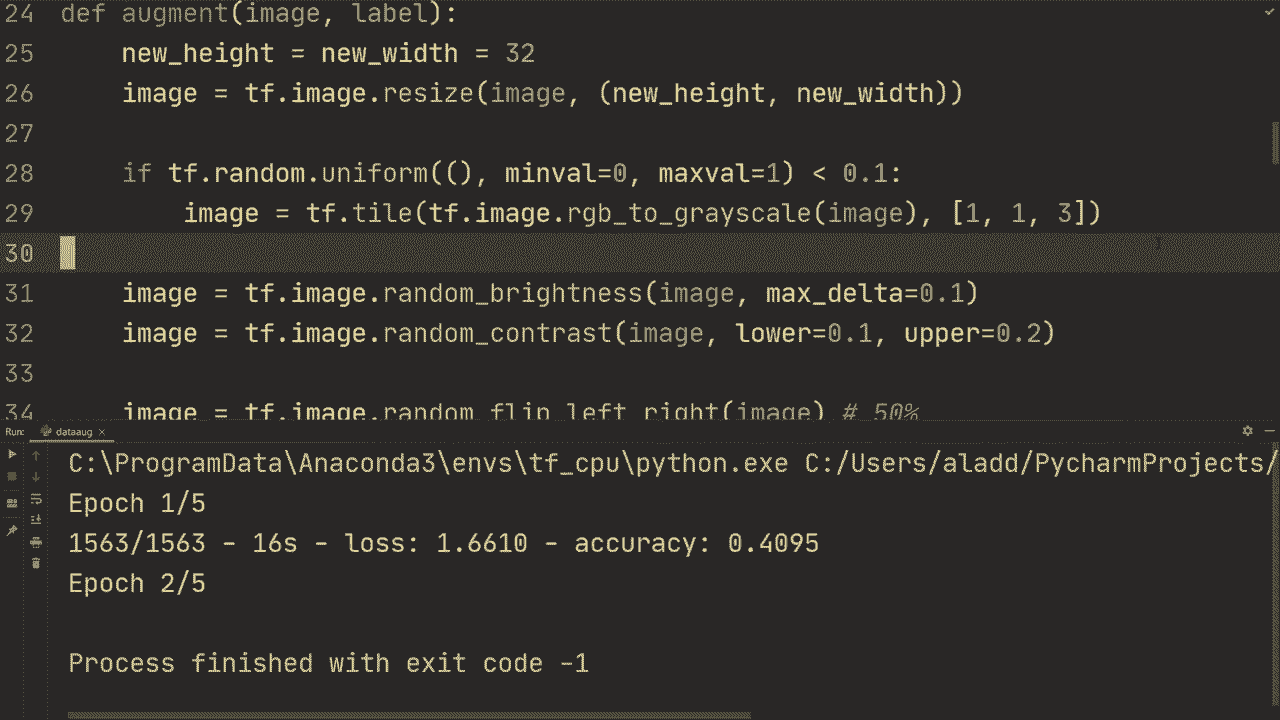 24 def augment(image, label):
25 new_height = new_width = 32
26 image = tf.image.resize(image, (new_height, new_width))
27
28 if tf.random.uniform((), minval=0, maxval=1) < 0.1:
29 image = tf.tile(tf.image.rgb_to_grayscale(image), [1, 1, 3])
30
31 image = tf.image.random_brightness(image, max_delta=0.1)
32 image = tf.image.random_contrast(image, lower=0.1, upper=0.2)
33
34 image = tf.image.random_flip_left_right(image) # 50%
Run: dataaug
C:\ProgramData\Anaconda3\envs\tf_cpu\python.exe C:/Users/aladd/PycharmProjects/
Epoch 1/5
1563/1563 - 16s - loss: 1.6610 - accuracy: 0.4095
Epoch 2/5
Process finished with exit code -1